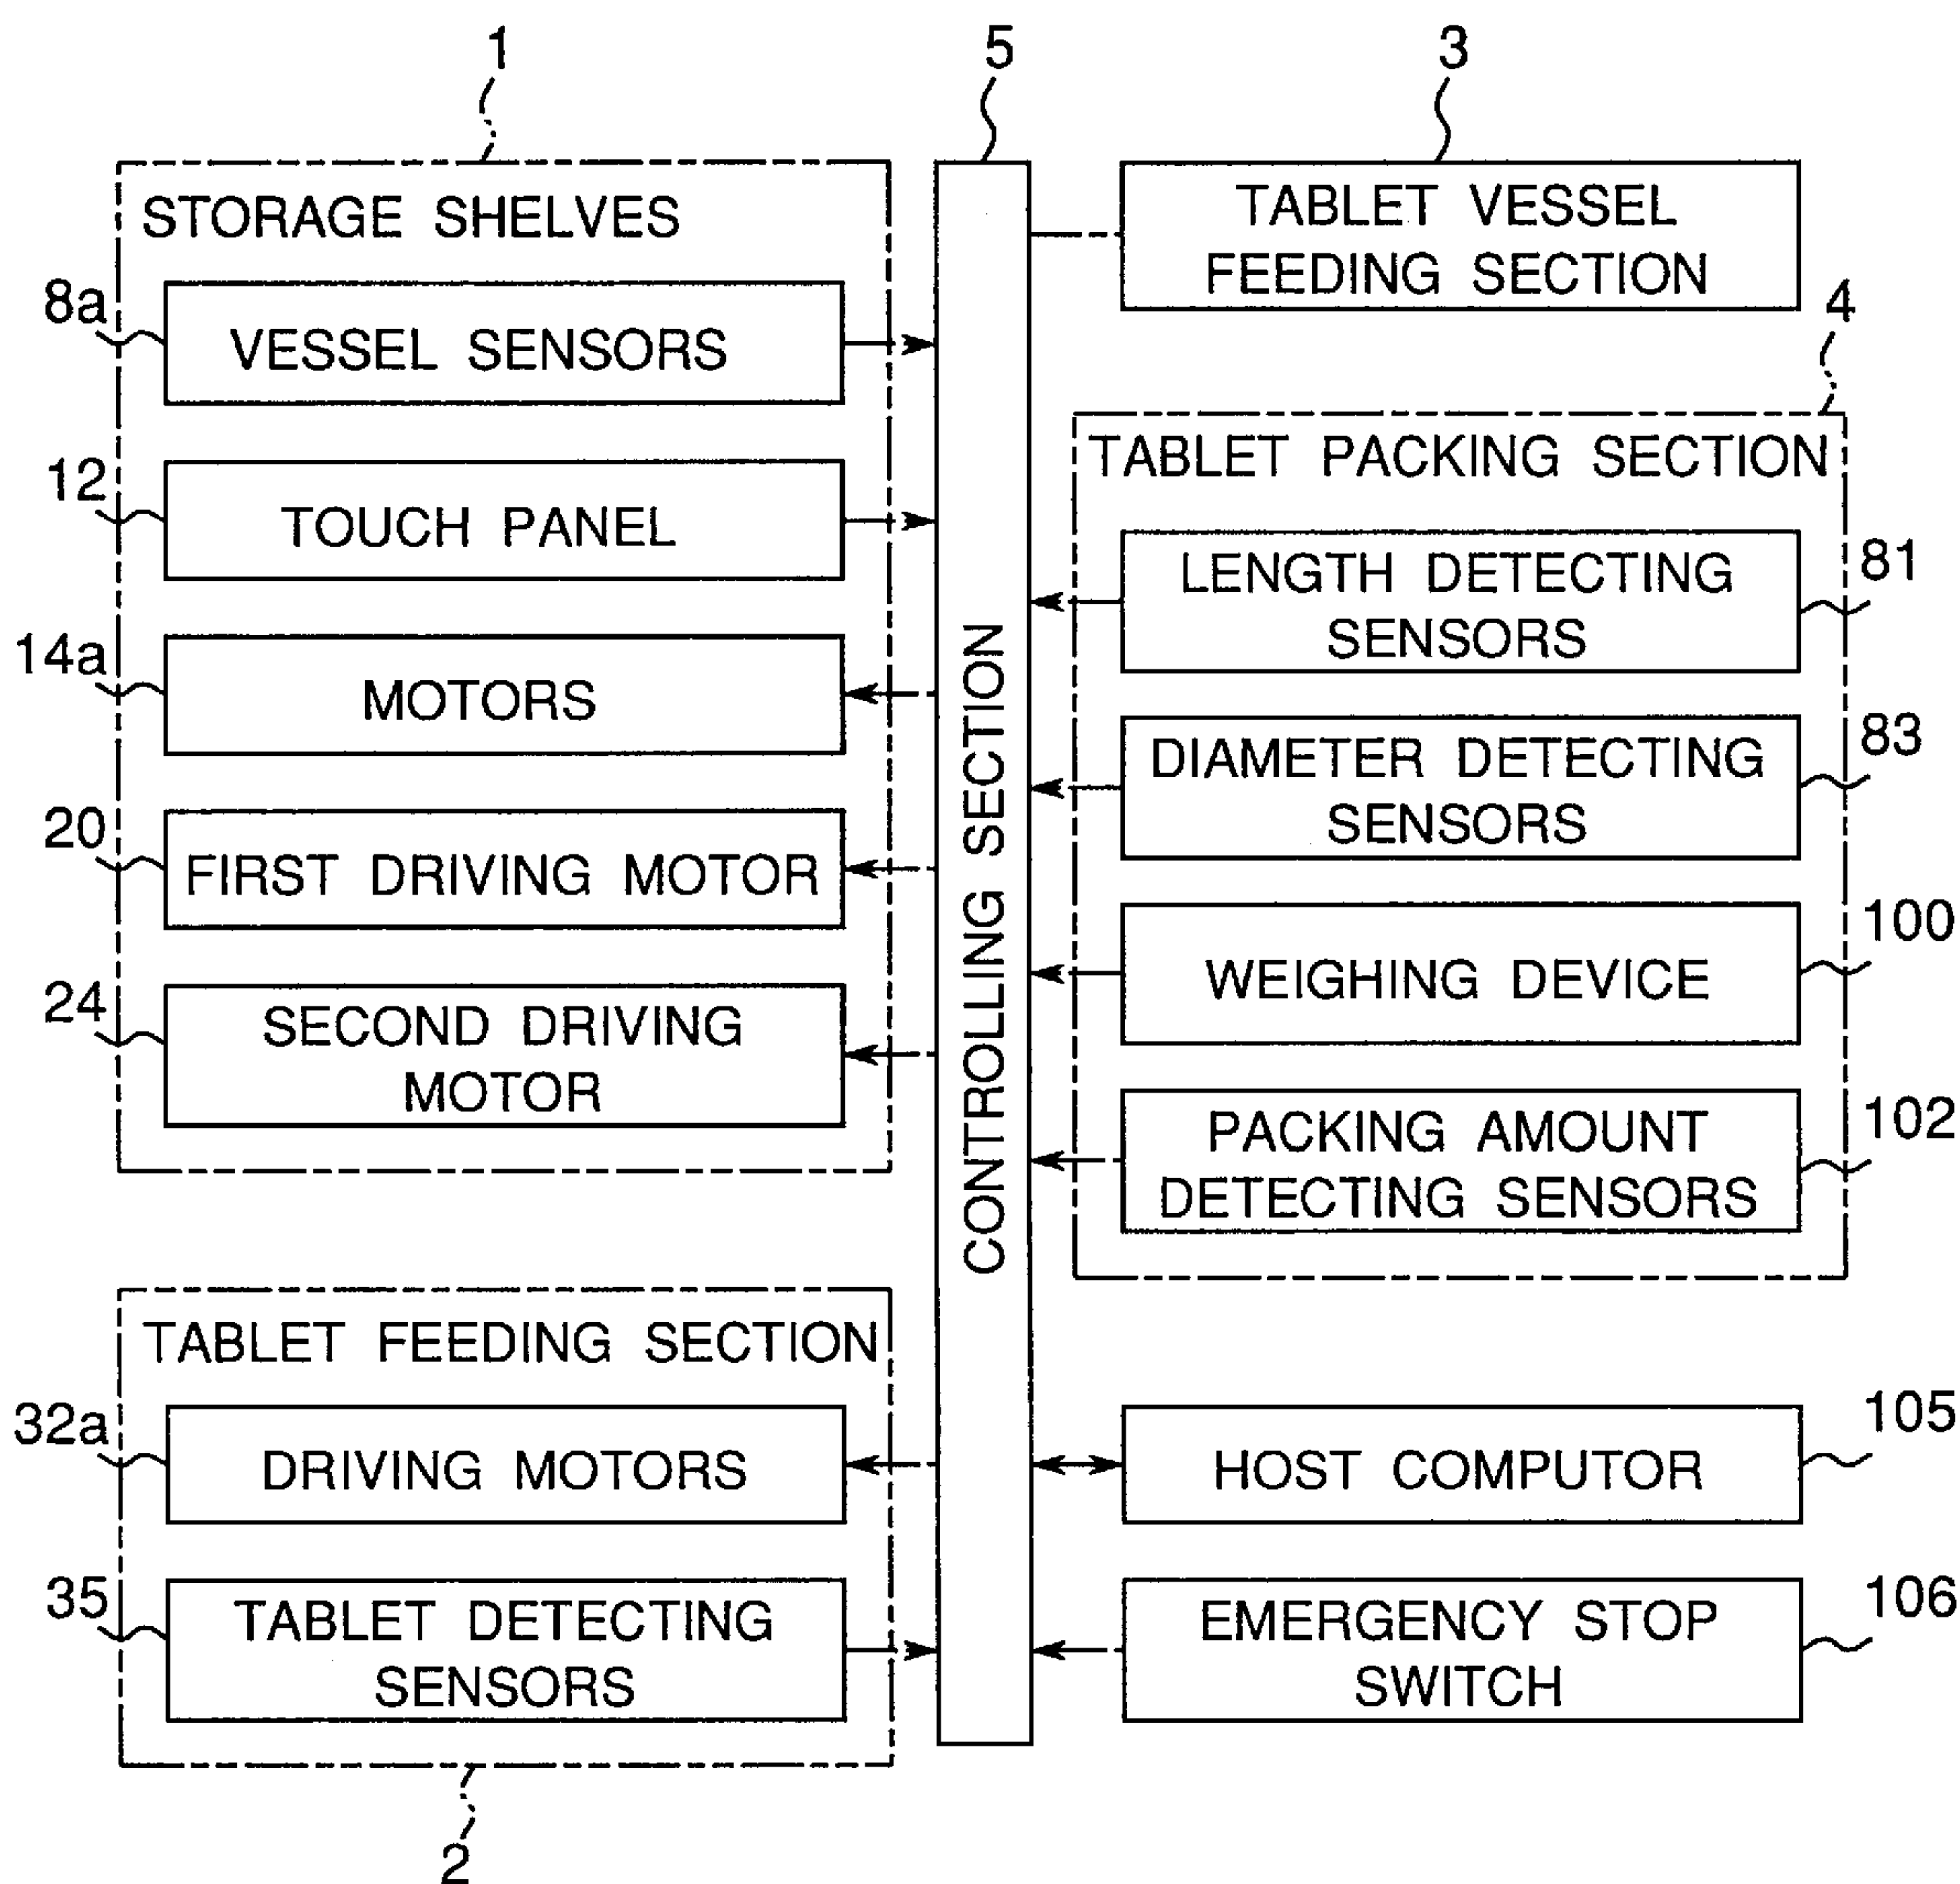 1
5
3
STORAGE SHELVES
8a
VESSEL SENSORS
12
TOUCH PANEL
14a
MOTORS
20
FIRST DRIVING MOTOR
24
SECOND DRIVING
MOTOR
TABLET FEEDING SECTION
32a
DRIVING MOTORS
35
TABLET DETECTING
SENSORS
2
CONTROLLING SECTION
TABLET VESSEL
FEEDING SECTION
4
TABLET PACKING SECTION
LENGTH DETECTING
SENSORS
81
DIAMETER DETECTING
SENSORS
83
WEIGHING DEVICE
100
PACKING AMOUNT
DETECTING SENSORS
102
HOST COMPUTOR
105
EMERGENCY STOP
SWITCH
106